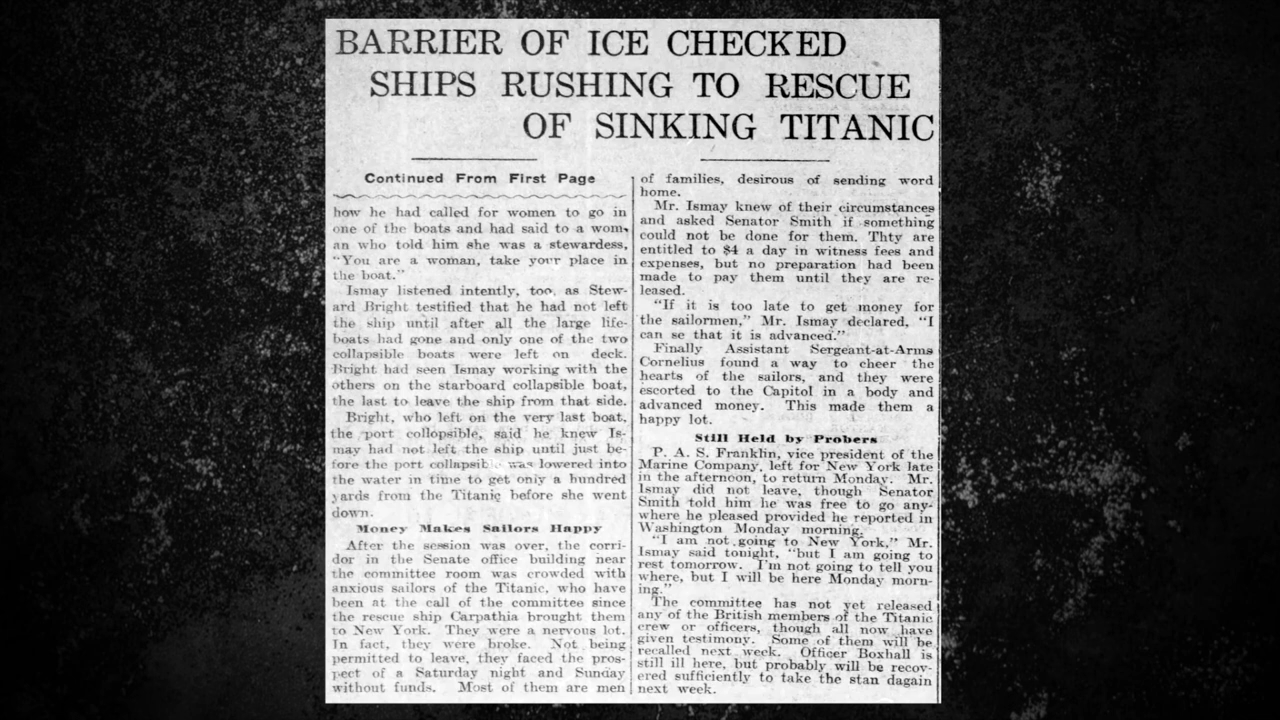 BARRIER OF ICE CHECKED
SHIPS RUSHING TO RESCUE
OF SINKING TITANIC
Continued From First Page
how he had called for women to go in
one of the boats and had said to a wom-
an who told him she was a stewardess,
"You are a woman, take your place in
the boat."
Ismay listened intently, too, as Stew-
ard Bright testified that he had not left
the ship until after all the large life-
boats had gone and only one of the two
collapsible boats were left on deck.
Bright had seen Ismay working with the
others on the starboard collapsible boat,
the last to leave the ship from that side.
Bright, who left on the very last boat,
the port collopsible, said he knew Is-
may had not left the ship until just be-
fore the port collapsib was lowered into
the water in time to get only a hundred
yards from the Titanic before she went
down.
Money Makes Sailors Happy
After the session was over, the corri-
dor in the Senate office building near
the committee room was crowded with
anxious sailors of the Titanic, who have
been at the call of the committee since
the rescue ship Carpathia brought them
to New York. They were a nervous lot.
In fact, they were broke. Not being
permitted to leave, they faced the pros-
pect of a Saturday night and Sunday
without funds. Most of them are men
of families, desirous of sending word
home.
Mr. Ismay knew of their circumstances
and asked Senator Smith if something
could not be done for them. Thty are
entitled to $4 a day in witness fees and
expenses, but no preparation had been
made to pay them until they are re-
leased.
"If it is too late to get money for
the sailormen," Mr. Ismay declared, "I
can se that it is advanced."
Finally Assistant Sergeant-at-Arms
Cornelius found a way to cheer the
hearts of the sailors, and they were
escorted to the Capitol in a body and
advanced money. This made them a
happy lot.
Still Held by Probers
P. A. S. Franklin, vice president of the
Marine Company, left for New York late
in the afternoon, to return Monday. Mr.
Ismay did not leave, though Senator
Smith told him he was free to go any-
where he pleased provided he reported in
Washington Monday morning.
"I am not going to New York," Mr.
Ismay said tonight, "but I am going to
rest tomorrow. I'm not going to tell you
where, but I will be here Monday morn-
ing."
The committee has not yet released
any of the British members of the Titanic
crew or officers, though all now have
given testimony. Some of them will be
recalled next week. Officer Boxhall is
still ill here, but probably will be recov-
ered sufficiently to take the stan dagain
next week.